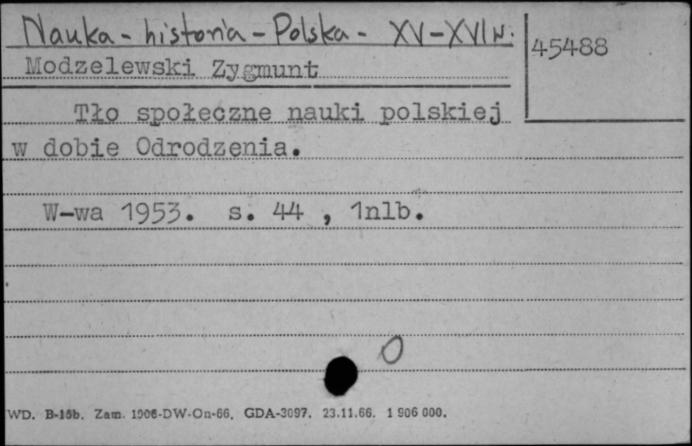 Nauka - historia - Polska - XV-XVI w.
45488
Modzelewski Zygmunt
Tło społeczne nauki polskiej
w dobie Odrodzenia.
W-wa 1953. s. 44 , 1nlb.
0
WD. B-16b. Zam. 1906-DW-On-66. GDA-3097. 23.11.66. 1 906 000.